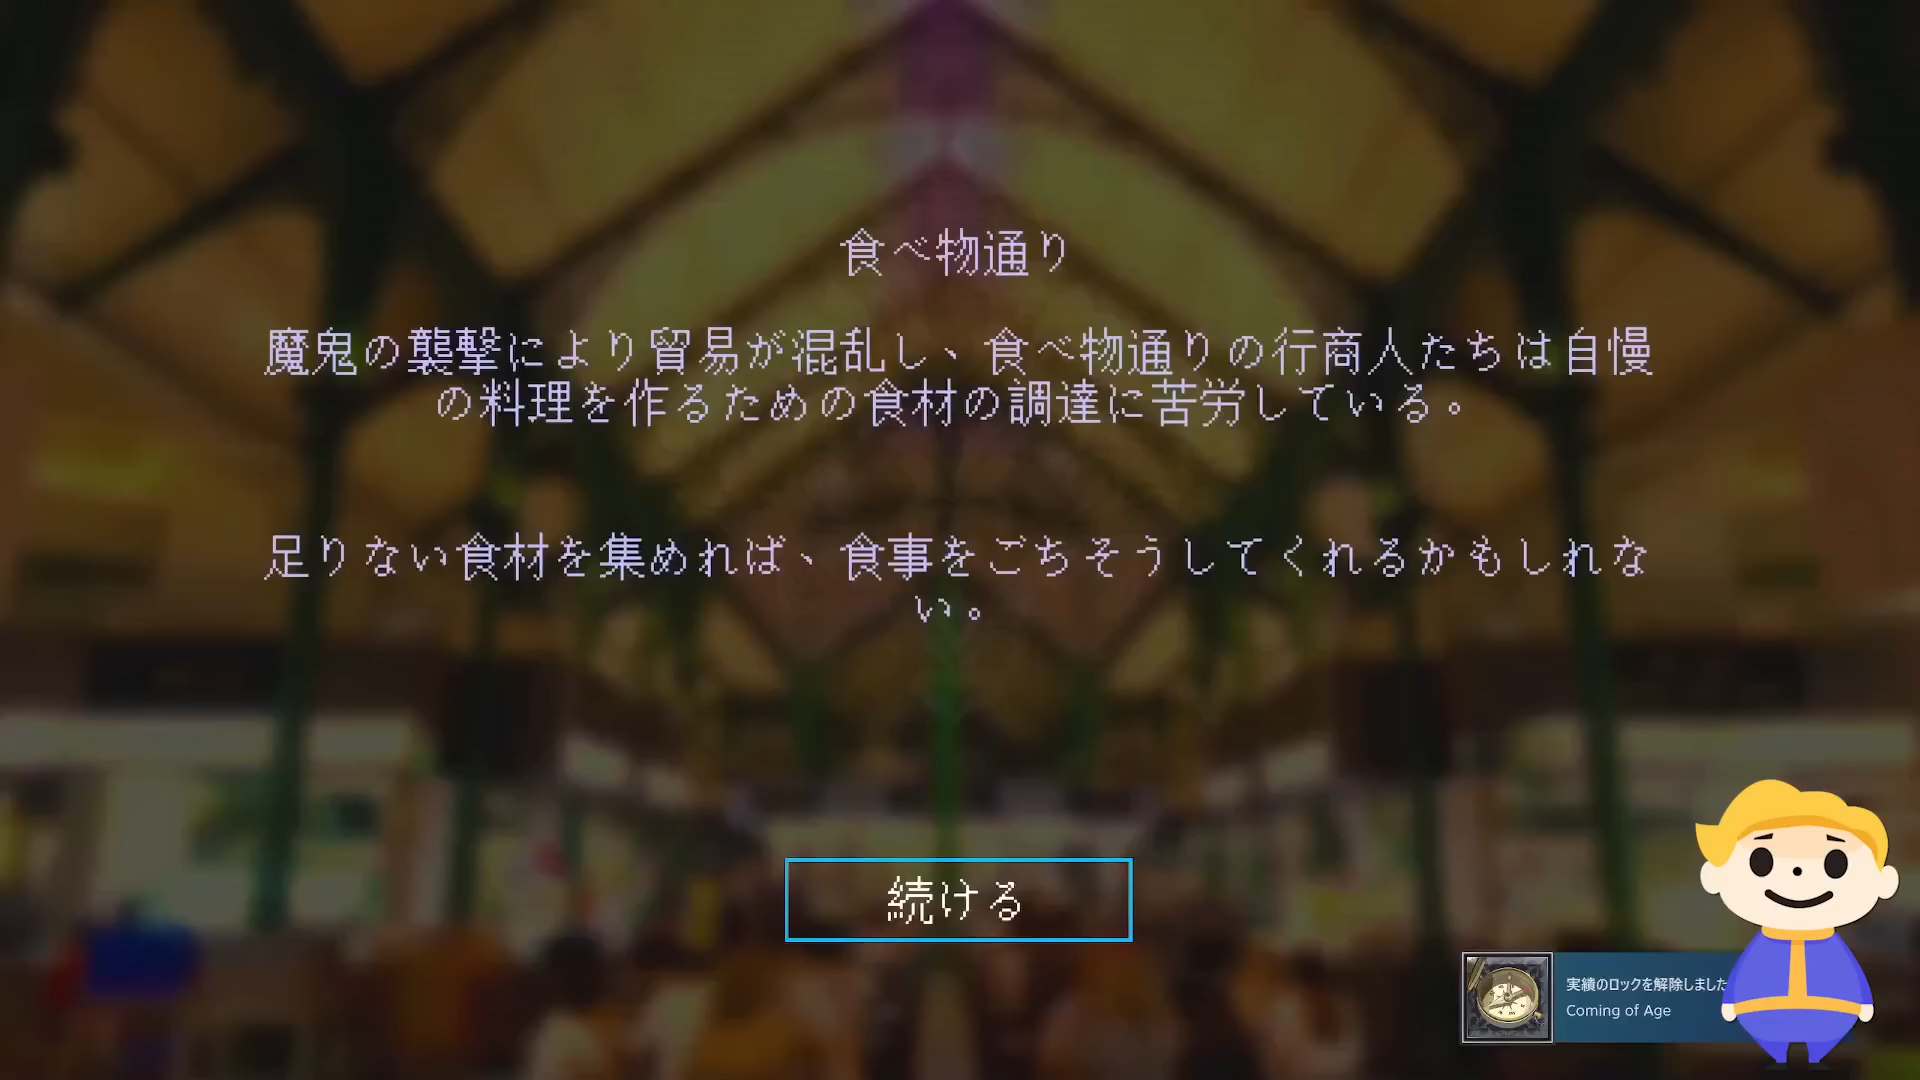 食べ物通り
魔鬼の襲撃により貿易が混乱し、食べ物通りの行商人たちは自慢
の料理を作るための食材の調達に苦労している。
足りない食材を集めれば、食事をごちそうしてくれるかもしれな
い。
続ける
実績のロックを解除しました
Coming of Age